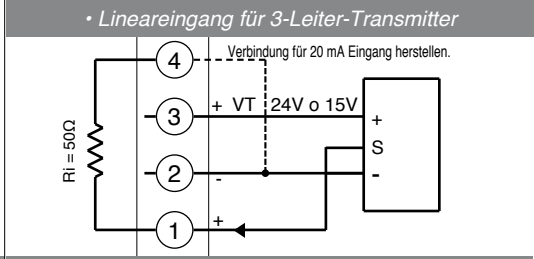 • Lineareingang für 3-Leiter-Transmitter
4 Verbindung für 20 mA Eingang herstellen.
3 + VT 24V o 15V +
S
Ri = 50Ω
2 - -
1 +